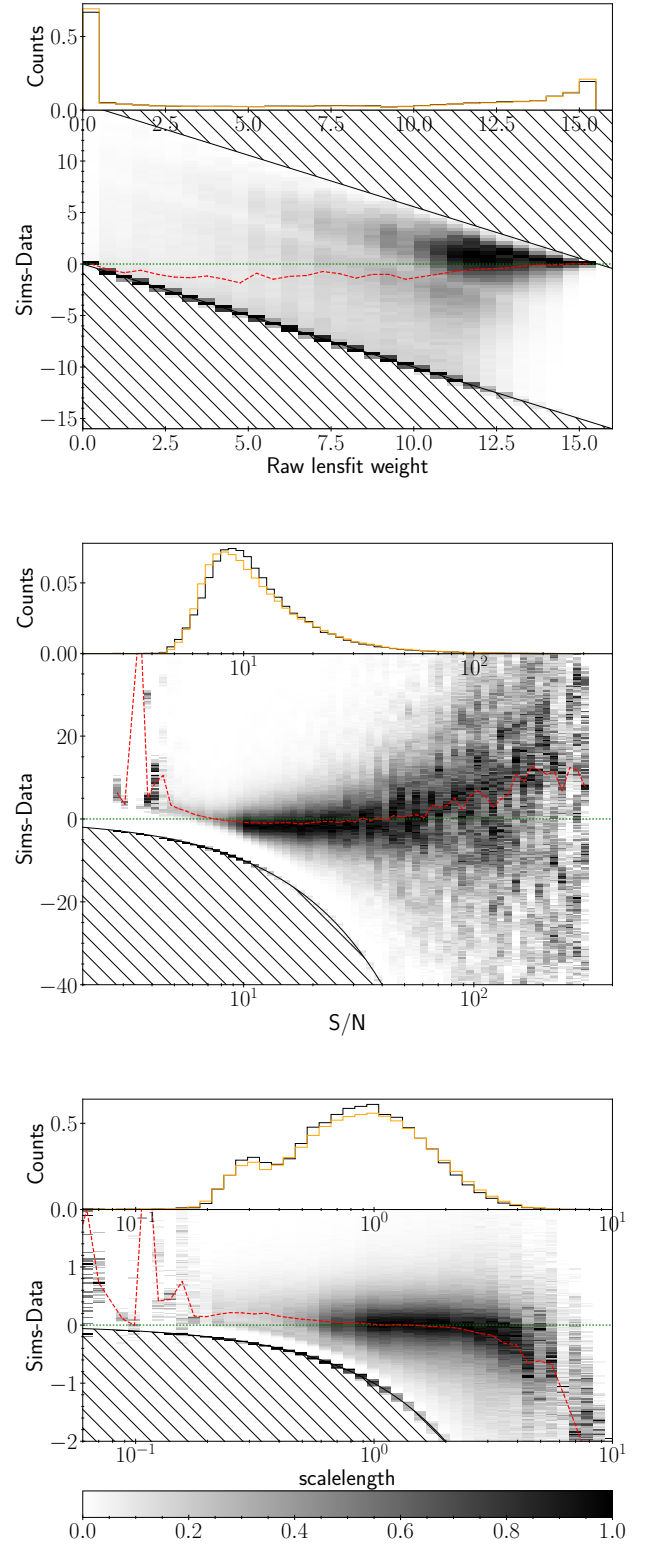 0.5
0.0
Counts
0.0 2.5 5.0 7.5 10.0 12.5 15.0
10
5
0
−5
−10
−15
Sims-Data
0.0 2.5 5.0 7.5 10.0 12.5 15.0
Raw lensfit weight
0.05
0.00
Counts
10¹ 10²
20
0
−20
−40
Sims-Data
10¹ 10²
S/N
0.5
0.0
Counts
10⁻¹ 10⁰ 10¹
1
0
−1
−2
Sims-Data
10⁻¹ 10⁰ 10¹
scalelength
0.0 0.2 0.4 0.6 0.8 1.0